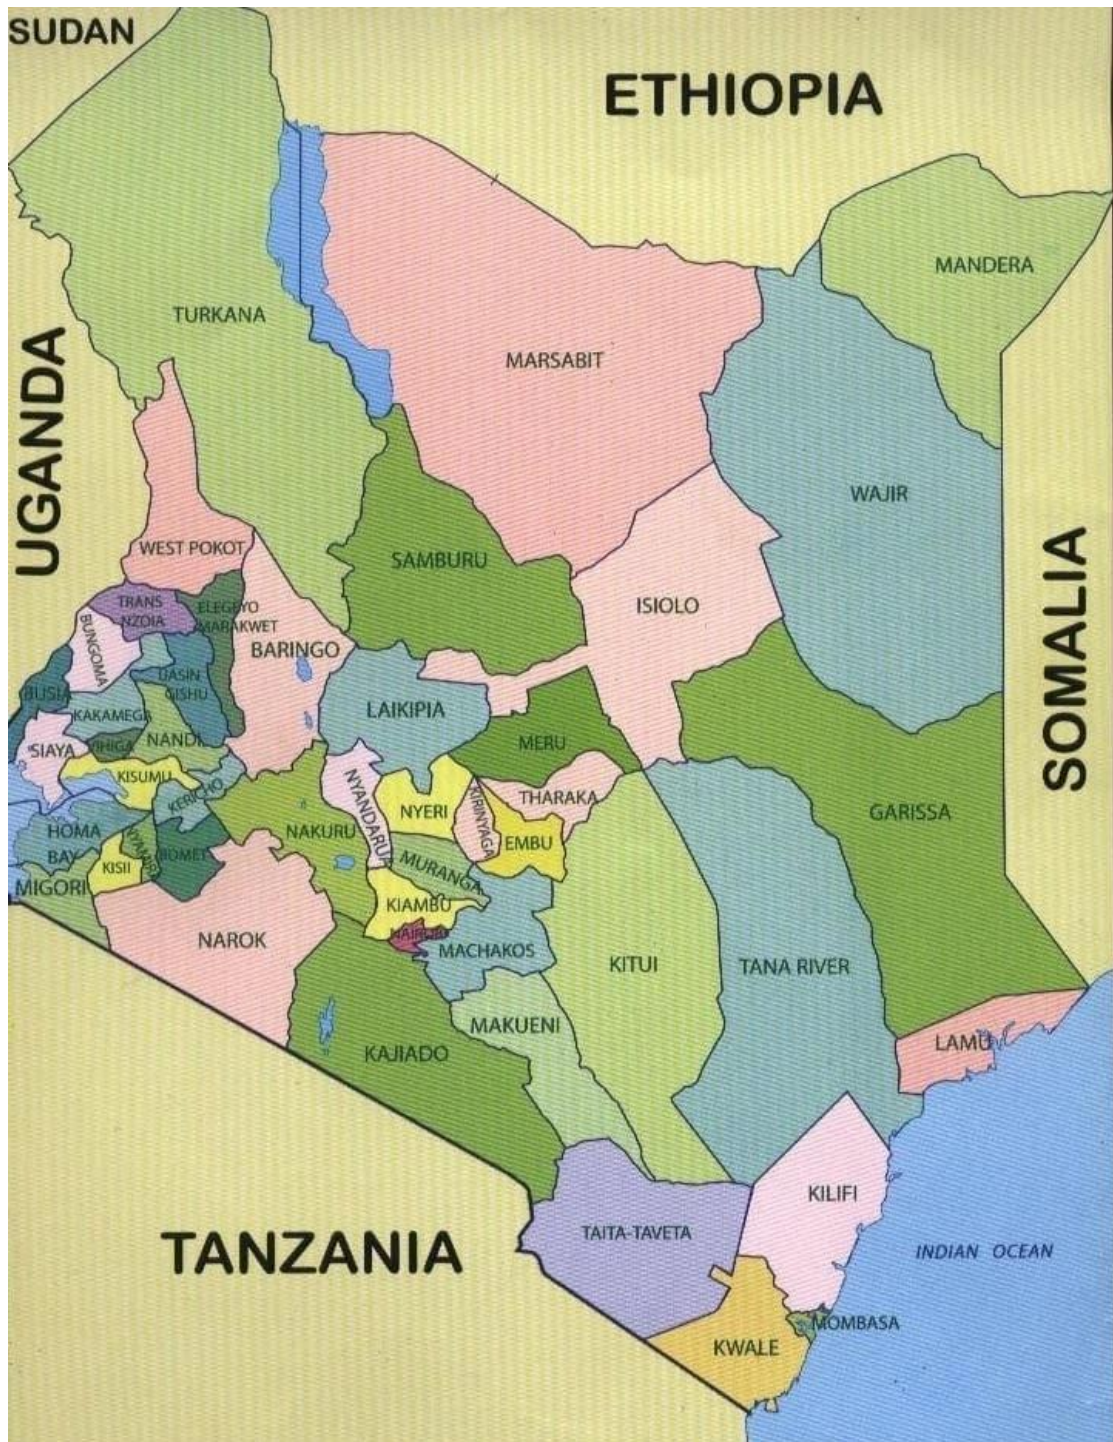 SUDAN
ETHIOPIA
MANDERA
TURKANA
MARSABIT
UGANDA
WAJIR
WEST POKOT
SAMBURU
SOMALIA
TRANS
NZOIA
ELEGEYO
MARAKWET
ISIOLO
BUNGOMA
BARINGO
UASIN
GISHU
BUSIA
KAKAMEGA
LAIKIPIA
SIAYA
VIHIGA
NANDI
MERU
KISUMU
KERICHO
NYANDARUA
NYERI
KIRINYAGA
THARAKA
GARISSA
HOMA
BAY
NYAMIRA
NAKURU
EMBU
BOMET
KISII
MURANGA
MIGORI
KIAMBU
NAIROBI
NAROK
MACHAKOS
KITUI
TANA RIVER
MAKUENI
LAMU
KAJIADO
KILIFI
TAITA-TAVETA
TANZANIA
INDIAN OCEAN
MOMBASA
KWALE